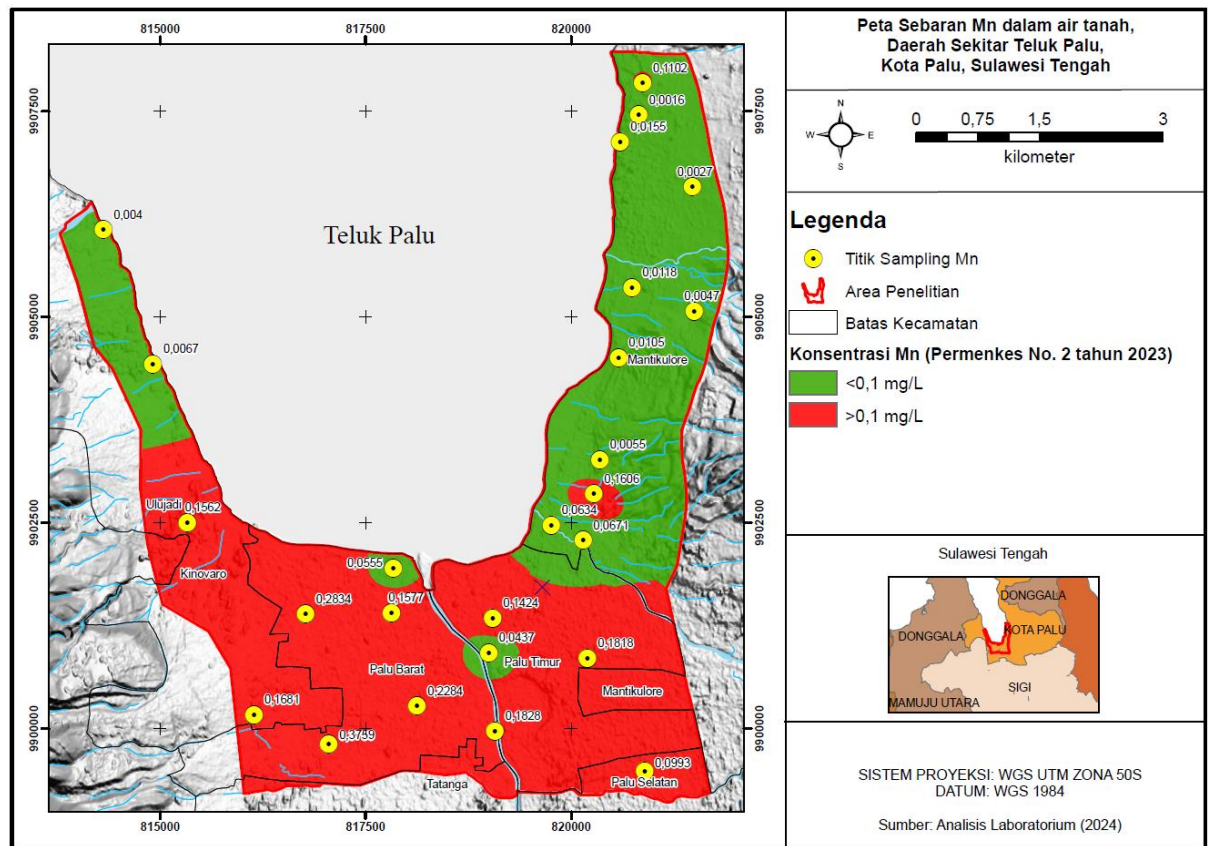 815000
817500
820000
9907500
9905000
9902500
9900000
0,1102
0,0016
0,0155
0,0027
0,004
Teluk Palu
0,0118
0,0047
0,0067
0,0105
Mantikulore
0,0055
0,1606
0,0634
0,0671
Ulujadi
0,1562
0,0555
Kinovaro
0,2834
0,1577
0,1424
0,0437
Palu Timur
0,1818
Palu Barat
Mantikulore
0,1681
0,2284
0,1828
0,3759
0,0993
Tatanga
Palu Selatan
9907500
9905000
9902500
9900000
815000
817500
820000
Peta Sebaran Mn dalam air tanah,
Daerah Sekitar Teluk Palu,
Kota Palu, Sulawesi Tengah
N
W
E
S
0 0,75 1,5 3
kilometer
Legenda
Titik Sampling Mn
Area Penelitian
Batas Kecamatan
Konsentrasi Mn (Permenkes No. 2 tahun 2023)
<0,1 mg/L
>0,1 mg/L
Sulawesi Tengah
DONGGALA
DONGGALA
KOTA PALU
SIGI
MAMUJU UTARA
SISTEM PROYEKSI: WGS UTM ZONA 50S
DATUM: WGS 1984
Sumber: Analisis Laboratorium (2024)